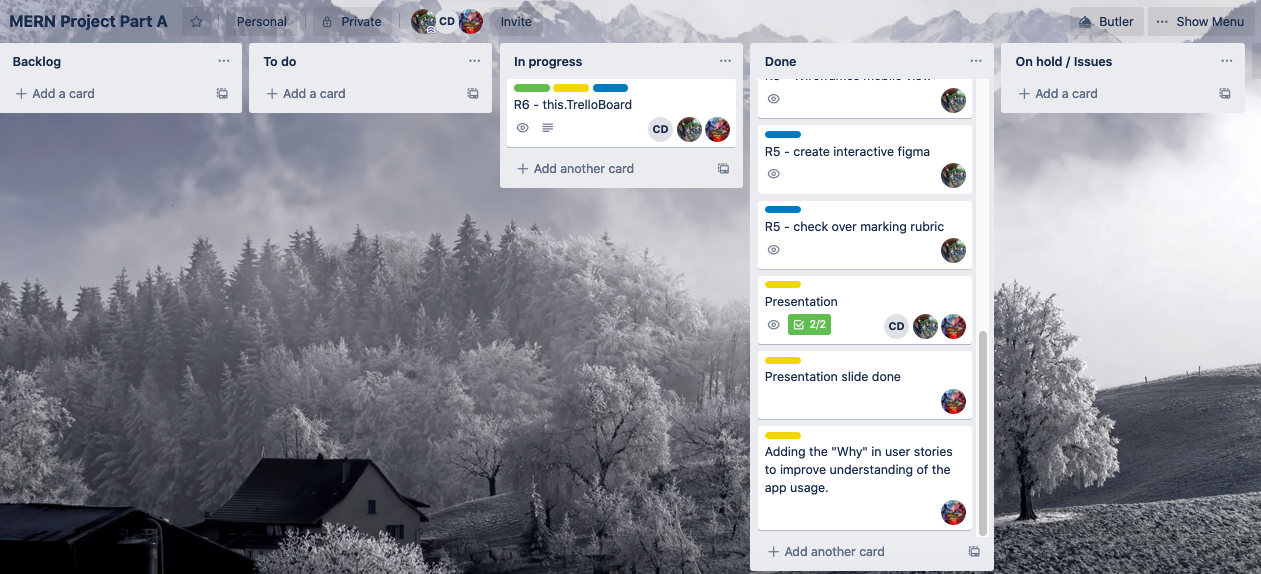 MERN Project Part A
Personal
Private
CD
Invite
Butler
Show Menu
Backlog
Add a card
To do
Add a card
In progress
R6 - this.TrelloBoard
CD
Add another card
Done
R5 - create interactive figma
R5 - check over marking rubric
Presentation
2/2
CD
Presentation slide done
Adding the "Why" in user stories
to improve understanding of the
app usage.
Add another card
On hold / Issues
Add a card